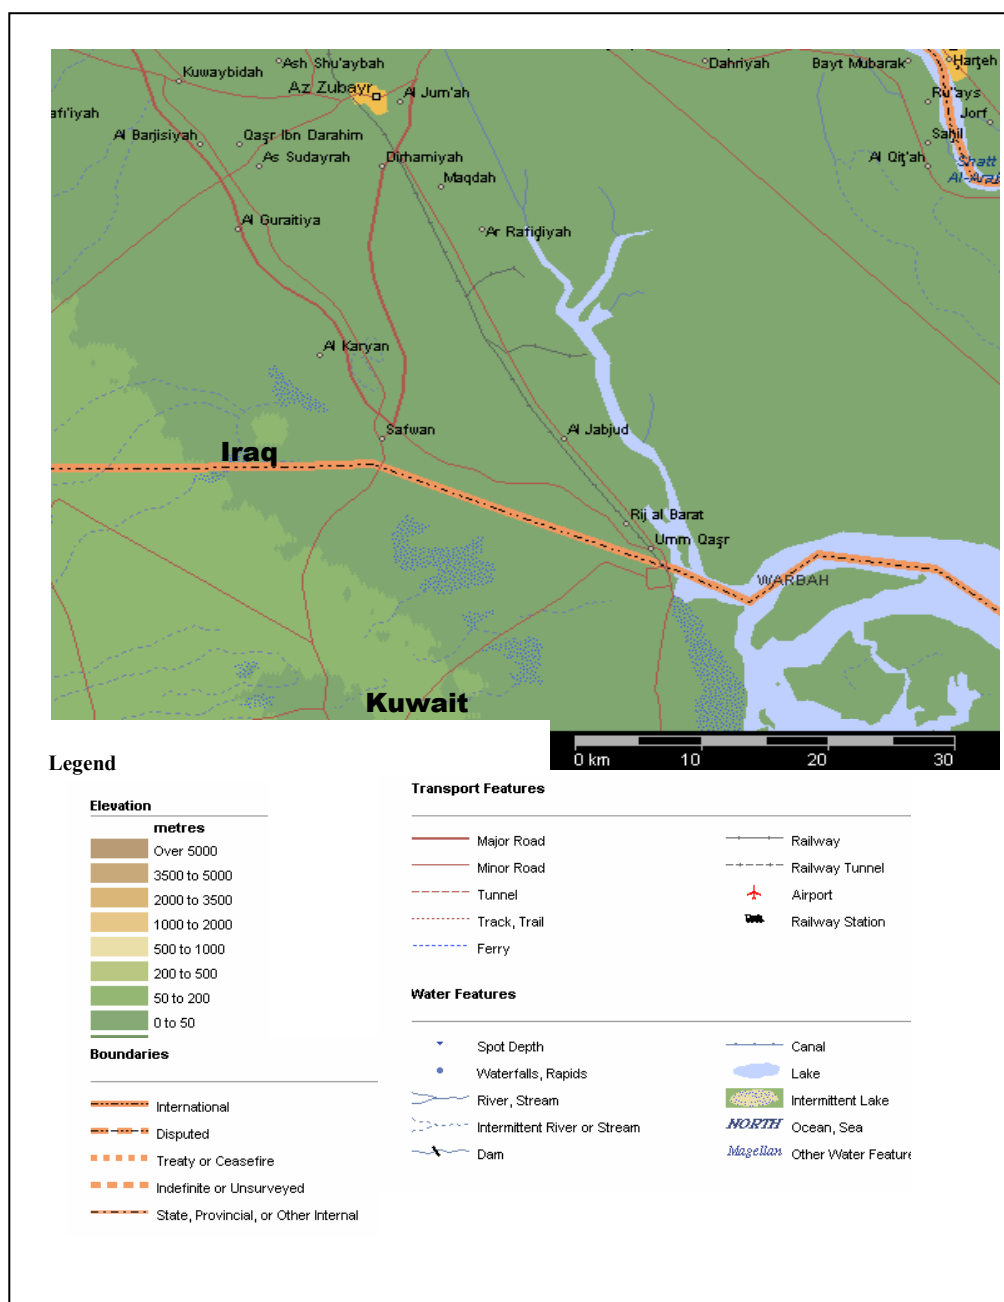 Kuwaybidah
Ash Shu'aybah
Az Zubayr
Al Jum'ah
Dahriyah
Bayt Mubarak
Harteh
Ru'ays
Jorf
afi'iyah
Al Barjisiyah
Qaşr Ibn Darahim
As Sudayrah
Dirhamiyah
Maqdah
Sahil
Al Qiţ'ah
Shatt
Al-Arab
Al Guraitiya
Ar Rafidiyah
Al Karyan
Safwan
Al Jabjud
Iraq
Rij al Barat
Umm Qaşr
WARBAH
Kuwait
0 km 10 20 30
Legend
Elevation
metres
Over 5000
3500 to 5000
2000 to 3500
1000 to 2000
500 to 1000
200 to 500
50 to 200
0 to 50
Boundaries
International
Disputed
Treaty or Ceasefire
Indefinite or Unsurveyed
State, Provincial, or Other Internal
Transport Features
Major Road
Minor Road
Tunnel
Track, Trail
Ferry
Railway
Railway Tunnel
Airport
Railway Station
Water Features
Spot Depth
Waterfalls, Rapids
River, Stream
Intermittent River or Stream
Dam
Canal
Lake
Intermittent Lake
NORTH Ocean, Sea
Magellan Other Water Feature